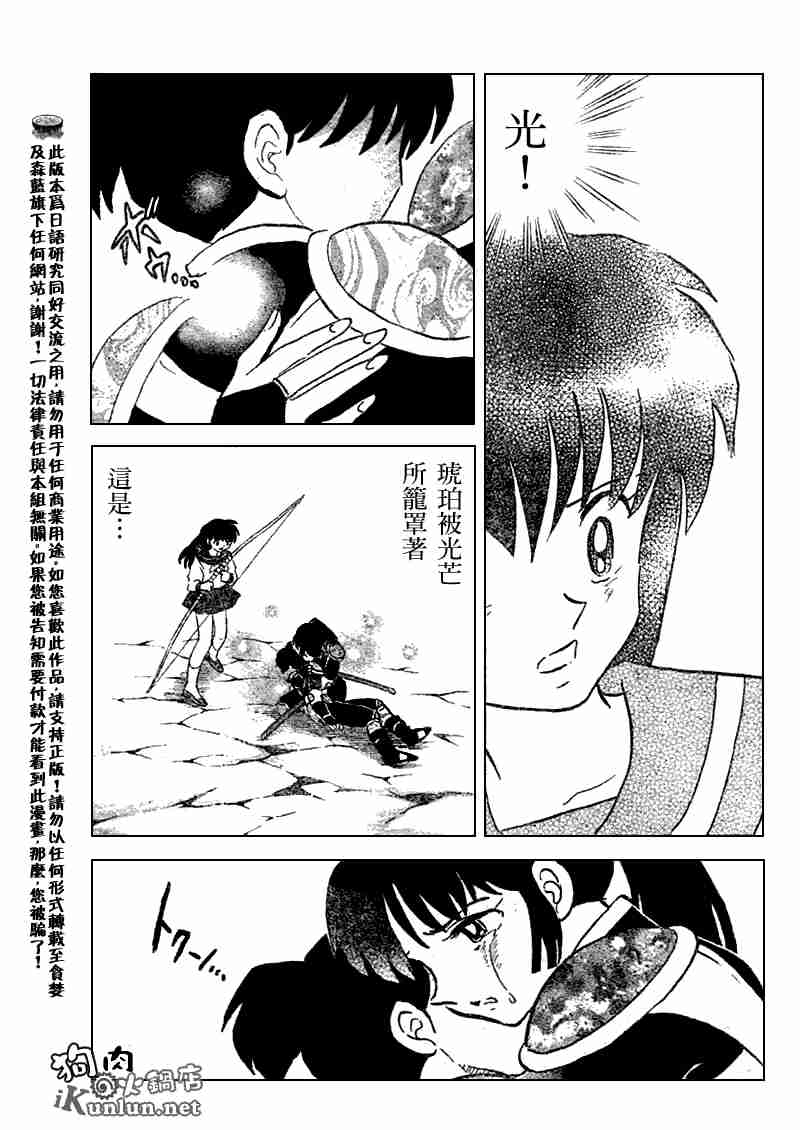 光！
ポォ…
琥珀被光芒
所籠罩著
這是…
トクーン…
此版本爲日語研究同好交流之用，請勿用于任何商業用途，如您喜歡此作品，請支持正版！請勿以任何形式轉載至貪婪
及森藍旗下任何網站，謝謝！一切法律責任與本組無關，如果您被告知需要付款才能看到此漫畫，那麼，您被騙了！
狗肉
火鍋店
iKunlun.net